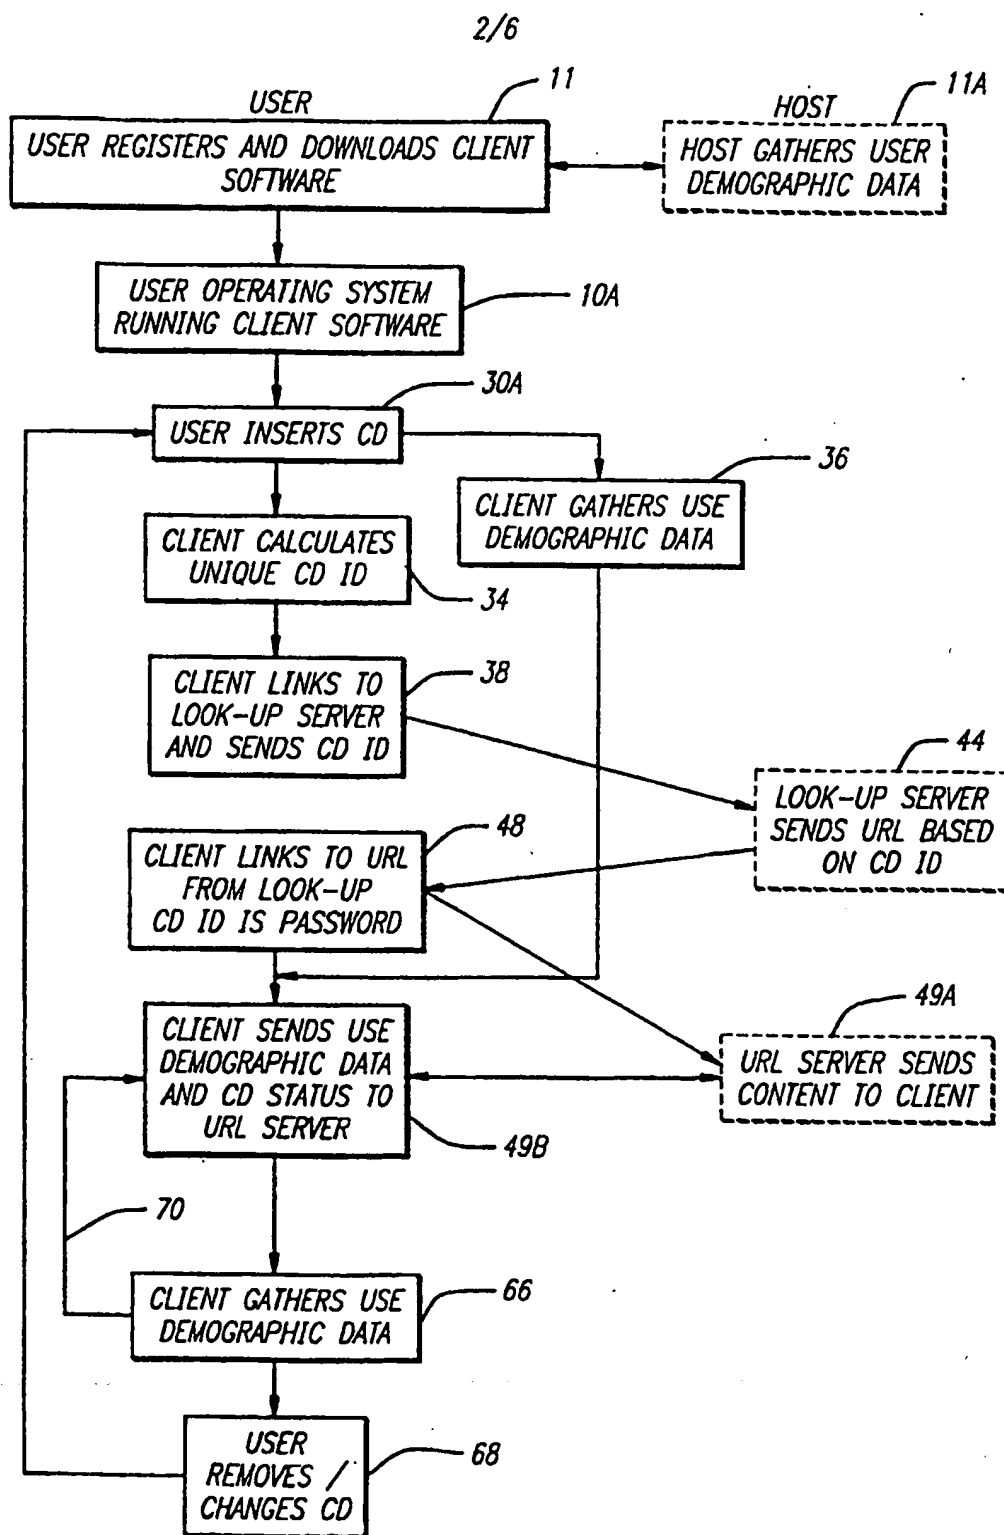 2/6
11
11A
USER
HOST
USER REGISTERS AND DOWNLOADS CLIENT
SOFTWARE
HOST GATHERS USER
DEMOGRAPHIC DATA
USER OPERATING SYSTEM
RUNNING CLIENT SOFTWARE
10A
30A
USER INSERTS CD
36
CLIENT GATHERS USE
DEMOGRAPHIC DATA
CLIENT CALCULATES
UNIQUE CD ID
34
CLIENT LINKS TO
LOOK-UP SERVER
AND SENDS CD ID
38
44
LOOK-UP SERVER
SENDS URL BASED
ON CD ID
48
CLIENT LINKS TO URL
FROM LOOK-UP
CD ID IS PASSWORD
49A
CLIENT SENDS USE
DEMOGRAPHIC DATA
AND CD STATUS TO
URL SERVER
49B
URL SERVER SENDS
CONTENT TO CLIENT
70
CLIENT GATHERS USE
DEMOGRAPHIC DATA
66
USER
REMOVES /
CHANGES CD
68